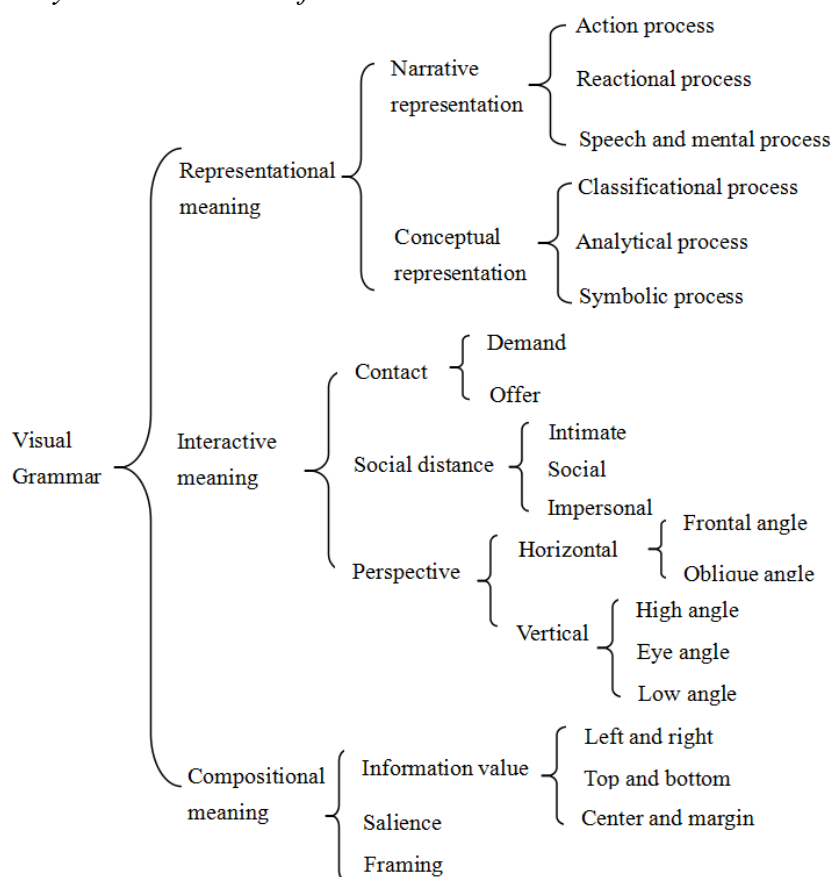 Action process
Narrative
representation
Reactional process
Speech and mental process
Representational
meaning
Classificational process
Conceptual
representation
Analytical process
Symbolic process
Visual
Grammar
Interactive
meaning
Contact
Demand
Offer
Social distance
Intimate
Social
Impersonal
Perspective
Horizontal
Frontal angle
Oblique angle
Vertical
High angle
Eye angle
Low angle
Compositional
meaning
Information value
Left and right
Top and bottom
Center and margin
Salience
Framing